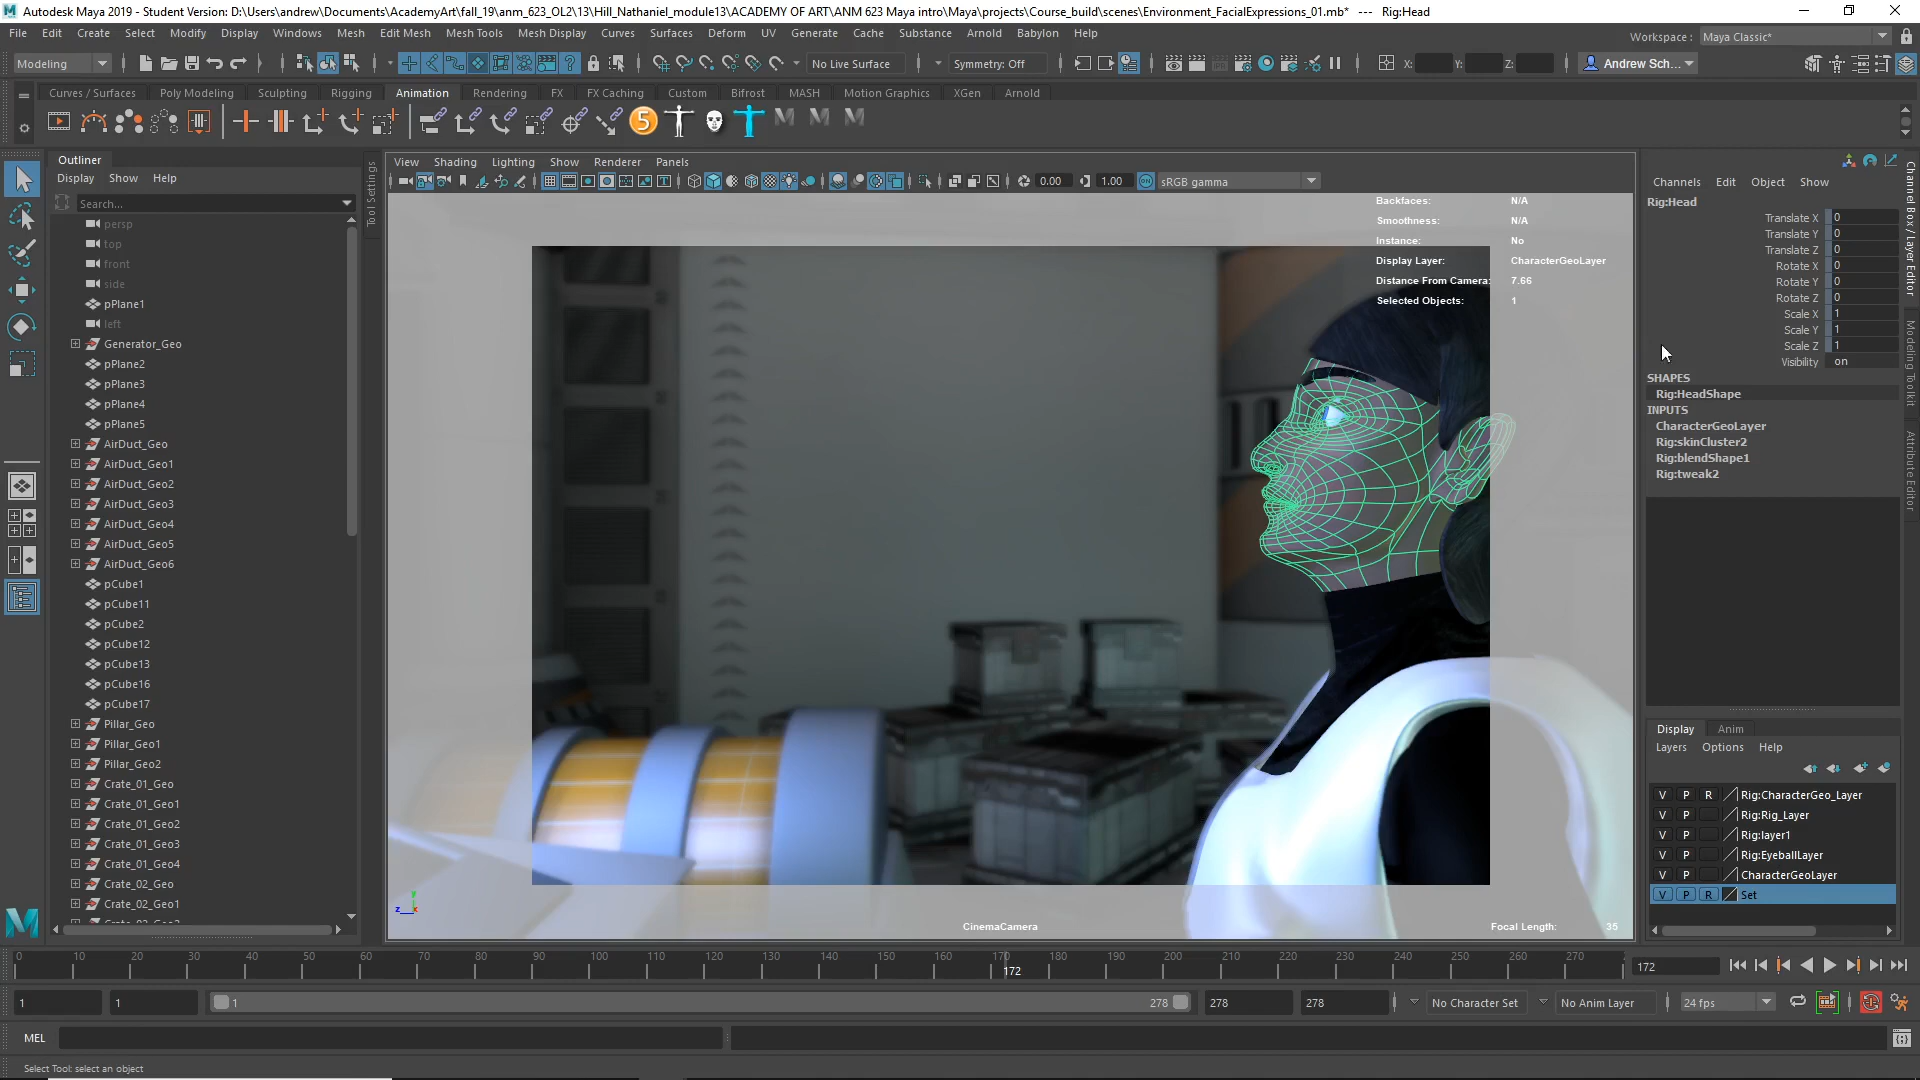 Autodesk Maya 2019 - Student Version: D:\Users\andrew\Documents\AcademyArt\fall_19\anm_623_OL2\13\Hill_Nathaniel_module13\ACADEMY OF ART\ANM 623 Maya intro\Maya\projects\Course_build\scenes\Environment_FacialExpressions_01.mb* --- Rig:Head
File Edit Create Select Modify Display Windows Mesh Edit Mesh Mesh Tools Mesh Display Curves Surfaces Deform UV Generate Cache Substance Arnold Babylon Help
Workspace : Maya Classic*
Modeling No Live Surface Symmetry: Off X: Y: Z: Andrew Sch...
Curves / Surfaces Poly Modeling Sculpting Rigging Animation Rendering FX FX Caching Custom Bifrost MASH Motion Graphics XGen Arnold
Outliner
Display Show Help
Search...
persp
top
front
side
pPlane1
left
Generator_Geo
pPlane2
pPlane3
pPlane4
pPlane5
AirDuct_Geo
AirDuct_Geo1
AirDuct_Geo2
AirDuct_Geo3
AirDuct_Geo4
AirDuct_Geo5
AirDuct_Geo6
pCube1
pCube11
pCube2
pCube12
pCube13
pCube16
pCube17
Pillar_Geo
Pillar_Geo1
Pillar_Geo2
Crate_01_Geo
Crate_01_Geo1
Crate_01_Geo2
Crate_01_Geo3
Crate_01_Geo4
Crate_02_Geo
Crate_02_Geo1
Tool Settings
View Shading Lighting Show Renderer Panels
0.00 1.00 sRGB gamma
Backfaces: N/A
Smoothness: N/A
Instance: No
Display Layer: CharacterGeoLayer
Distance From Camera: 7.66
Selected Objects: 1
CinemaCamera
Focal Length: 35
y
z x
Channels Edit Object Show
Rig:Head
Translate X 0
Translate Y 0
Translate Z 0
Rotate X 0
Rotate Y 0
Rotate Z 0
Scale X 1
Scale Y 1
Scale Z 1
Visibility on
SHAPES
Rig:HeadShape
INPUTS
CharacterGeoLayer
Rig:skinCluster2
Rig:blendShape1
Rig:tweak2
Channel Box / Layer Editor
Modeling Toolkit
Attribute Editor
Display Anim
Layers Options Help
V P R Rig:CharacterGeo_Layer
V P Rig:Rig_Layer
V P Rig:layer1
V P Rig:EyeballLayer
V P CharacterGeoLayer
V P R Set
0 10 20 30 40 50 60 70 80 90 100 110 120 130 140 150 160 170 180 190 200 210 220 230 240 250 260 270
172
172
1 1 1 278 278 278 No Character Set No Anim Layer 24 fps
MEL
Select Tool: select an object